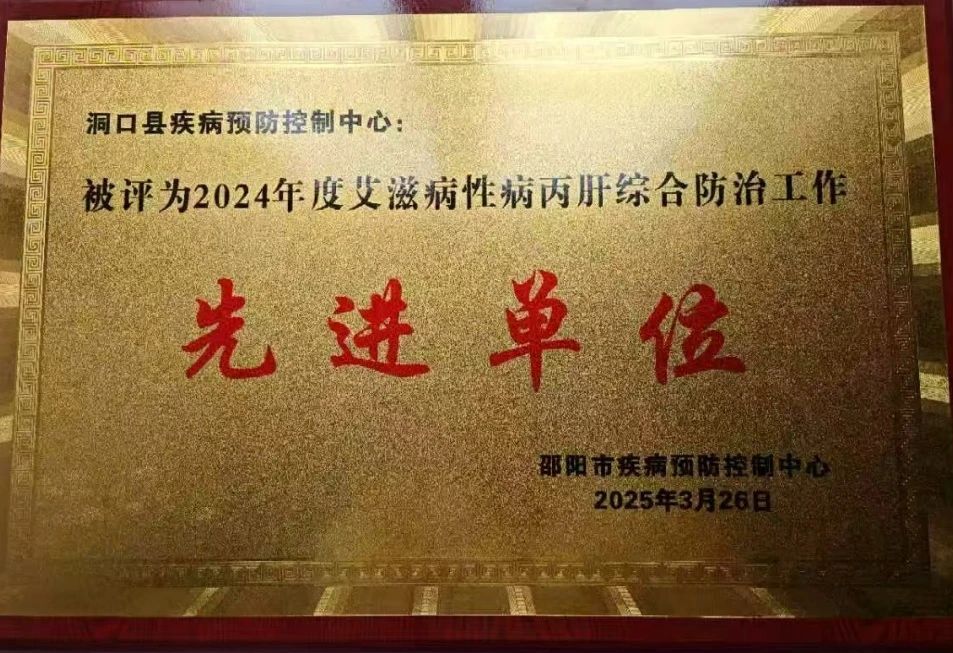 洞口县疾病预防控制中心：
被评为2024年度艾滋病性病丙肝综合防治工作
先进单位
邵阳市疾病预防控制中心
2025年3月26日